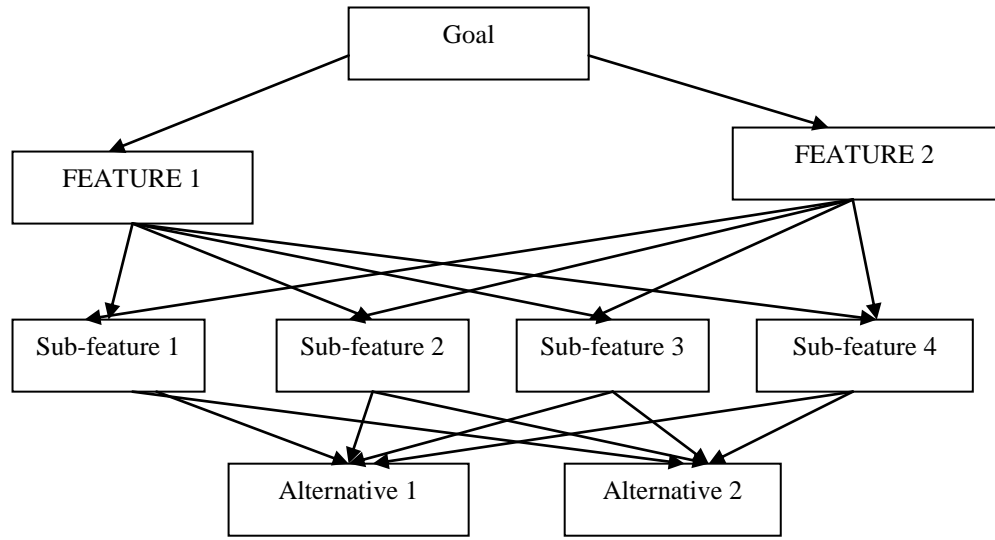 Goal
FEATURE 1
FEATURE 2
Sub-feature 1
Sub-feature 2
Sub-feature 3
Sub-feature 4
Alternative 1
Alternative 2